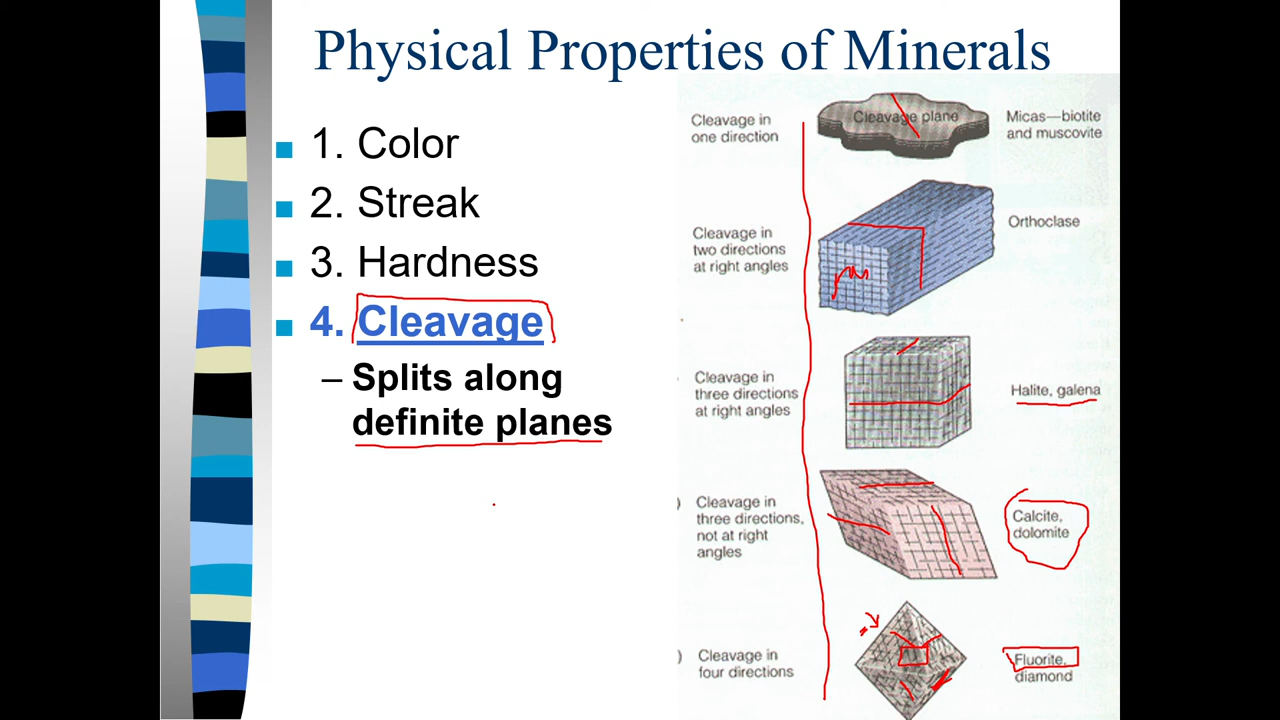 Physical Properties of Minerals
1. Color
2. Streak
3. Hardness
4. Cleavage
– Splits along
definite planes
Cleavage in
one direction
Cleavage plane
Micas—biotite
and muscovite
Cleavage in
two directions
at right angles
Orthoclase
Cleavage in
three directions
at right angles
Halite, galena
) Cleavage in
three directions,
not at right
angles
Calcite,
dolomite
) Cleavage in
four directions
Fluorite,
diamond